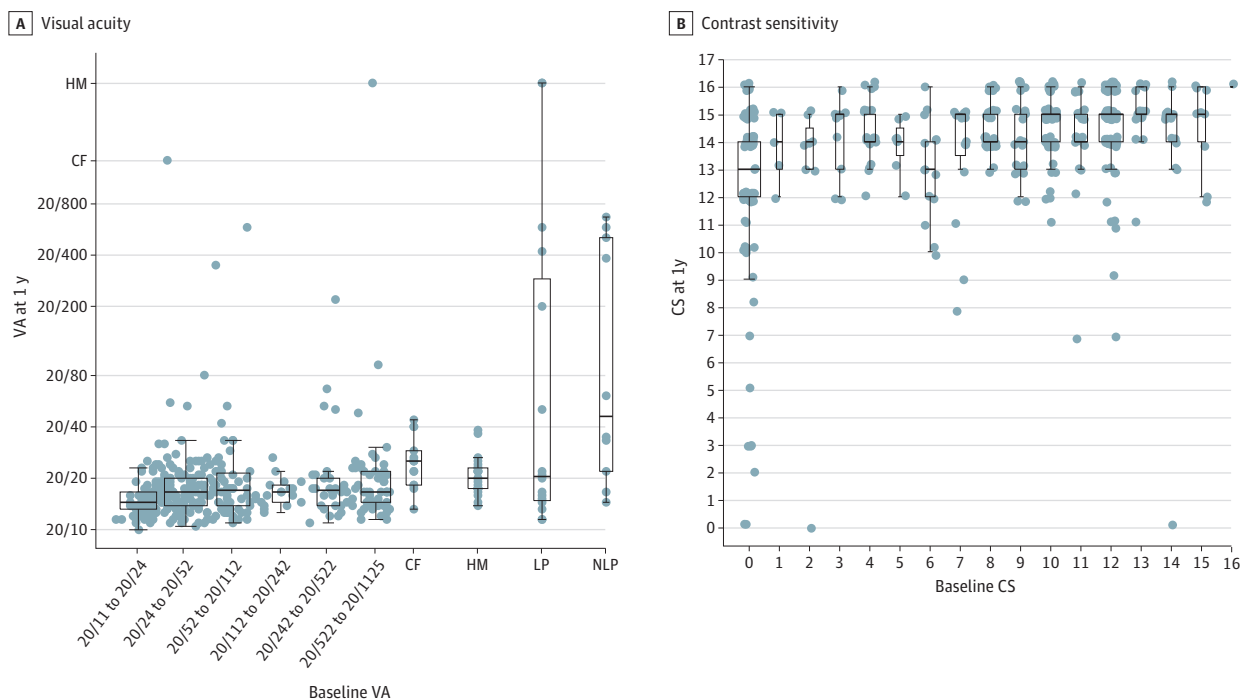 A Visual acuity
HM
CF
20/800
20/400
20/200
20/80
20/40
20/20
20/10
VA at 1 y
20/11 to 20/24
20/24 to 20/52
20/52 to 20/112
20/112 to 20/242
20/242 to 20/522
20/522 to 20/1125
CF
HM
LP
NLP
Baseline VA
B Contrast sensitivity
17
16
15
14
13
12
11
10
9
8
7
6
5
4
3
2
1
0
CS at 1y
0 1 2 3 4 5 6 7 8 9 10 11 12 13 14 15 16
Baseline CS